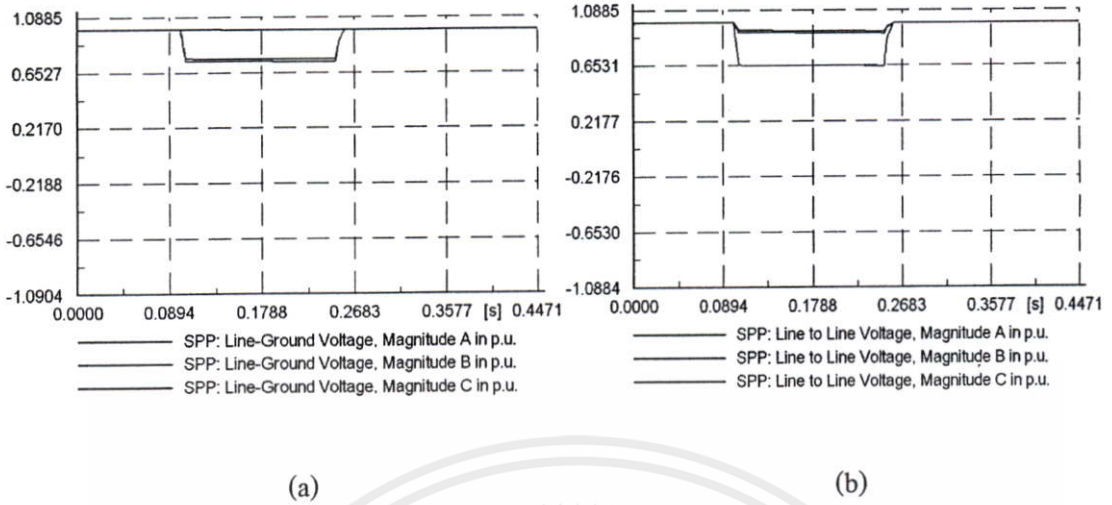 1.0885
0.6527
0.2170
-0.2188
-0.6546
-1.0904
0.0000 0.0894 0.1788 0.2683 0.3577 [s] 0.4471
SPP: Line-Ground Voltage, Magnitude A in p.u.
SPP: Line-Ground Voltage, Magnitude B in p.u.
SPP: Line-Ground Voltage, Magnitude C in p.u.
(a)
1.0885
0.6531
0.2177
-0.2176
-0.6530
-1.0884
0.0000 0.0894 0.1788 0.2683 0.3577 [s] 0.4471
SPP: Line to Line Voltage, Magnitude A in p.u.
SPP: Line to Line Voltage, Magnitude B in p.u.
SPP: Line to Line Voltage, Magnitude C in p.u.
(b)